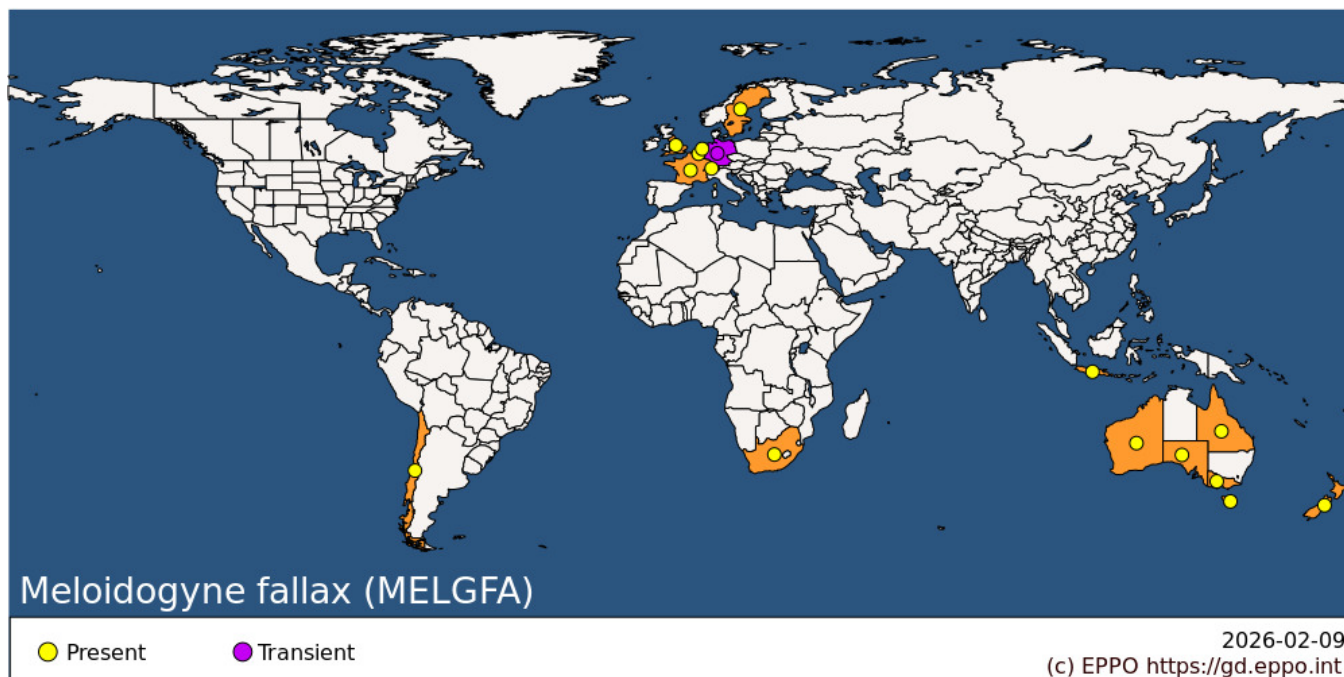 Meloidogyne fallax (MELGFA)
Present
Transient
2026-02-09
(c) EPPO https://gd.eppo.int